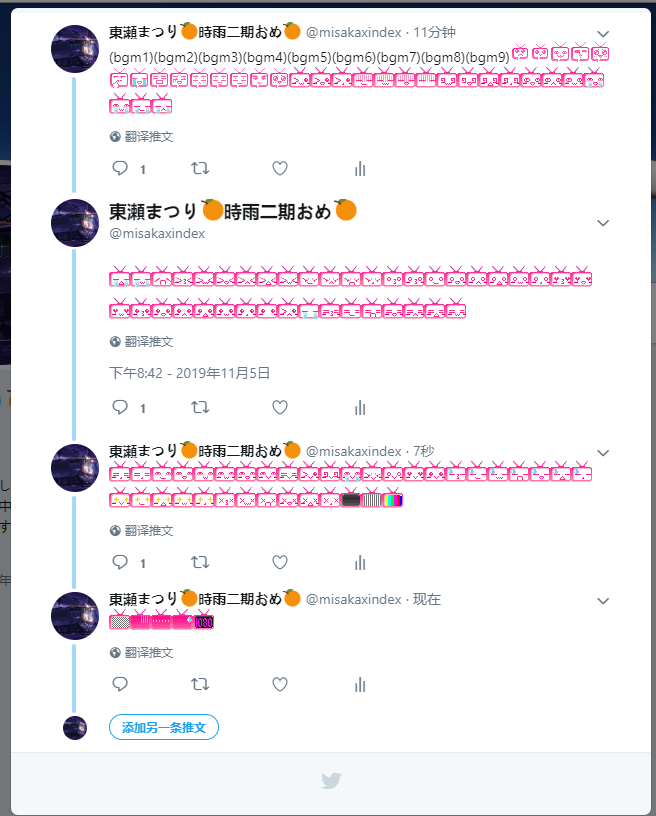 東瀬まつり🍊時雨二期おめ🍊 @misakaxindex · 11分钟
(bgm1)(bgm2)(bgm3)(bgm4)(bgm5)(bgm6)(bgm7)(bgm8)(bgm9)
翻译推文
1
東瀬まつり🍊時雨二期おめ🍊
@misakaxindex
翻译推文
下午8:42 - 2019年11月5日
1
東瀬まつり🍊時雨二期おめ🍊 @misakaxindex · 7秒
翻译推文
1
東瀬まつり🍊時雨二期おめ🍊 @misakaxindex · 现在
翻译推文
添加另一条推文
し
中
す
年